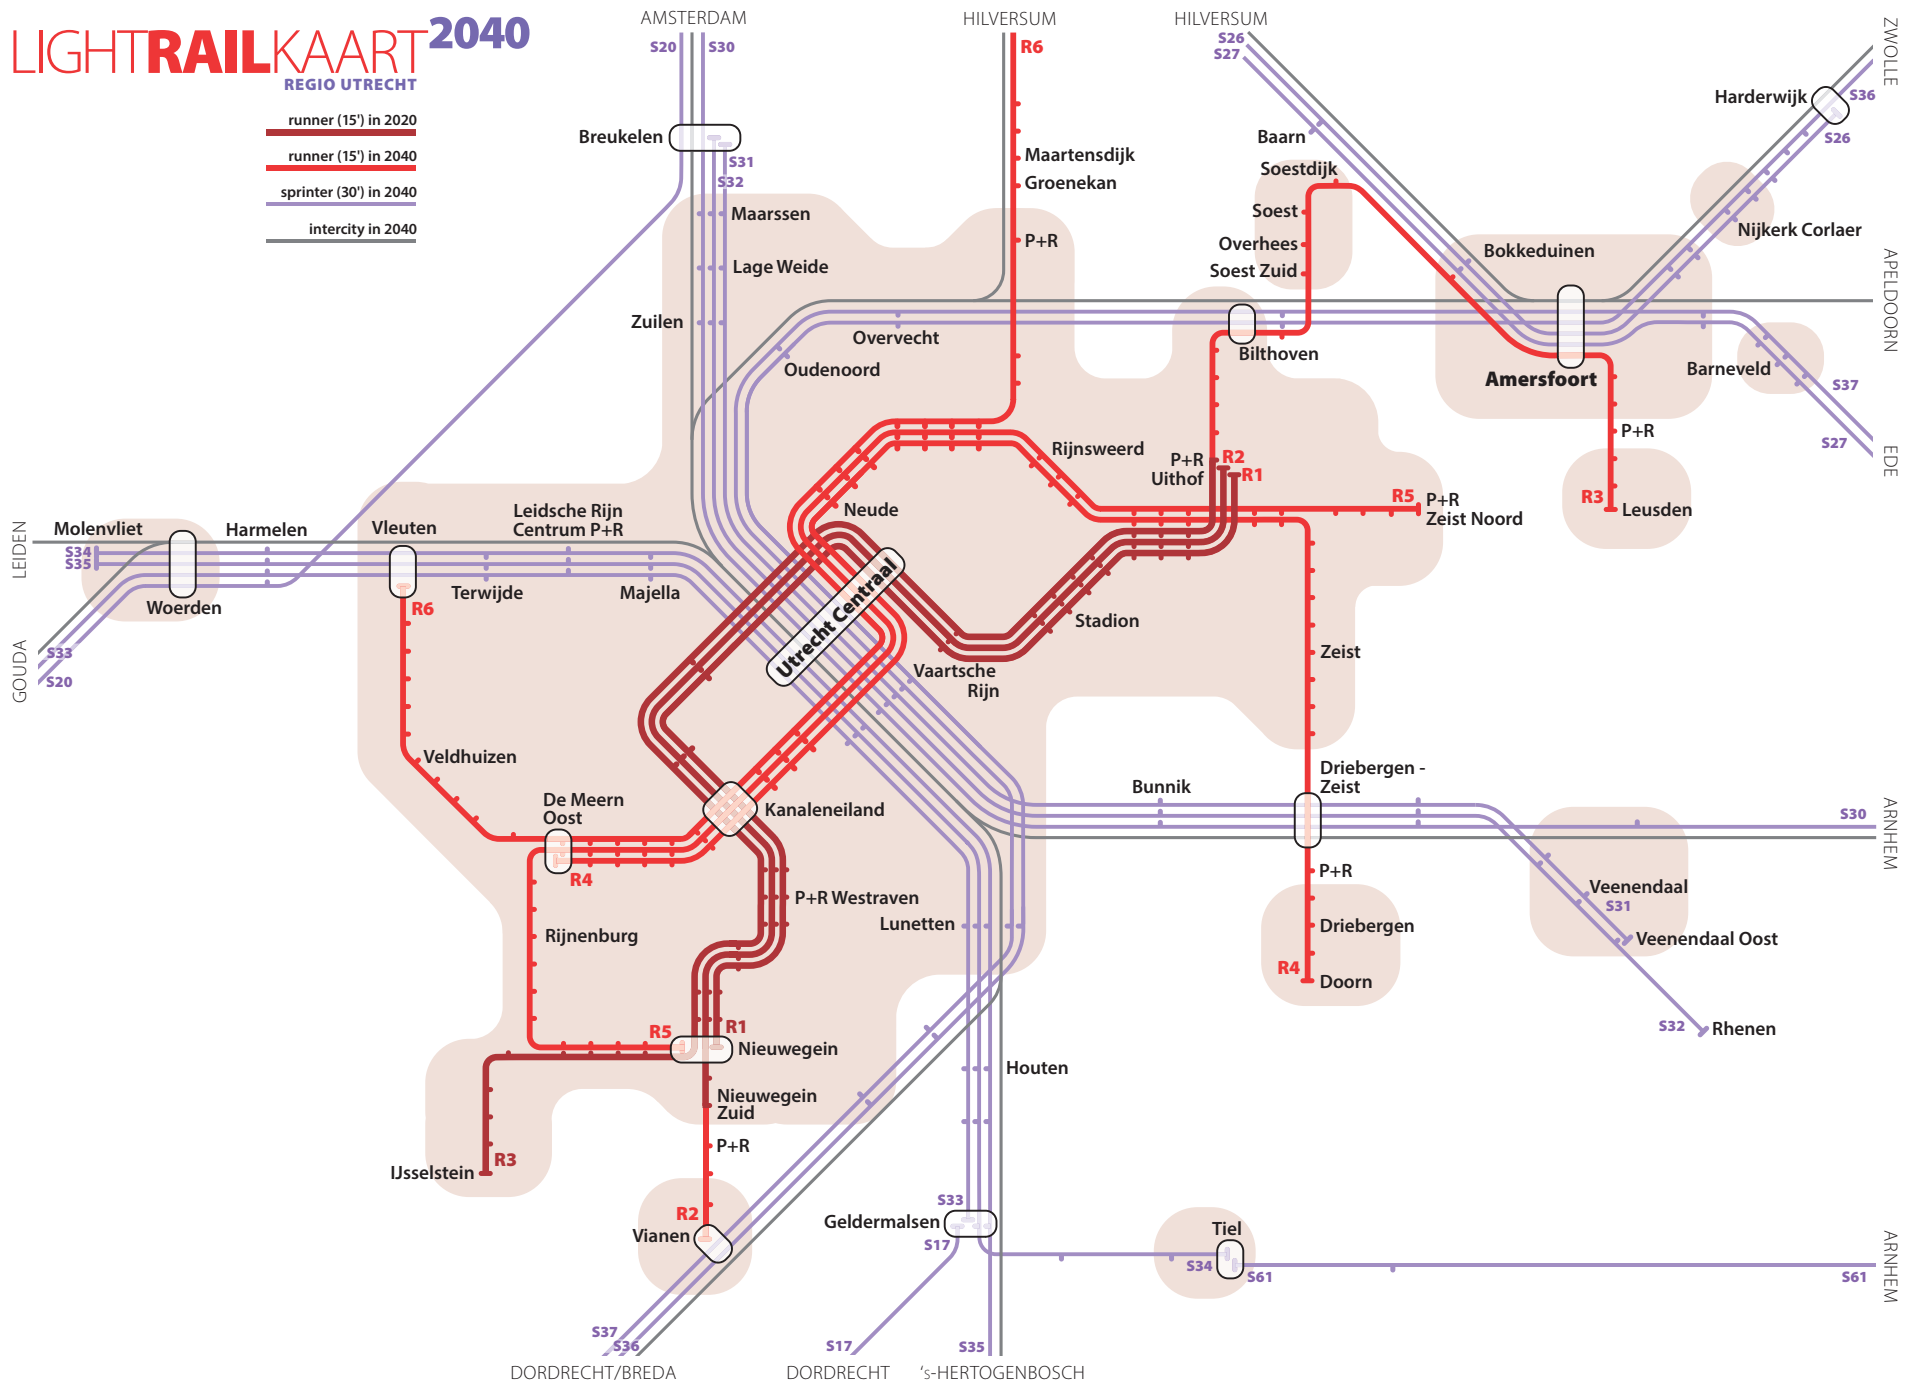 LIGHTRAILKAART 2040
REGIO UTRECHT
runner (15') in 2020
runner (15') in 2040
sprinter (30') in 2040
intercity in 2040
AMSTERDAM
HILVERSUM
HILVERSUM
S20
S30
R6
S26
S27
ZWOLLE
Harderwijk
S36
S26
Breukelen
S31
S32
Baarn
Maartensdijk
Groenekan
Soestdijk
Soest
Maarssen
Nijkerk Corlaer
P+R
Overhees
Bokkeduinen
Lage Weide
Soest Zuid
APELDOORN
Zuilen
Overvecht
Bilthoven
Oudenoord
Amersfoort
Barneveld
S37
S27
EDE
P+R
Rijnsweerd
P+R
Uithof
R2
R1
R5
P+R
Zeist Noord
R3
Leusden
Neude
LEIDEN
Molenvliet
Harmelen
Vleuten
Leidsche Rijn
Centrum P+R
S34
S35
Woerden
Terwijde
Majella
R6
Utrecht Centraal
Stadion
Zeist
Vaartsche
Rijn
GOUDA
S33
S20
Veldhuizen
De Meern
Oost
Kanaleneiland
R4
Driebergen -
Zeist
Bunnik
S30
ARNHEM
P+R
P+R Westraven
Lunetten
Veenendaal
S31
Veenendaal Oost
Driebergen
R4
Doorn
Rijnenburg
S32
Rhenen
R5
R1
Nieuwegein
Houten
Nieuwegein
Zuid
P+R
IJsselstein
R3
R2
Vianen
S33
Geldermalsen
S17
Tiel
S34
S61
S61
ARNHEM
S37
S36
S17
S35
DORDRECHT/BREDA
DORDRECHT
‘s-HERTOGENBOSCH